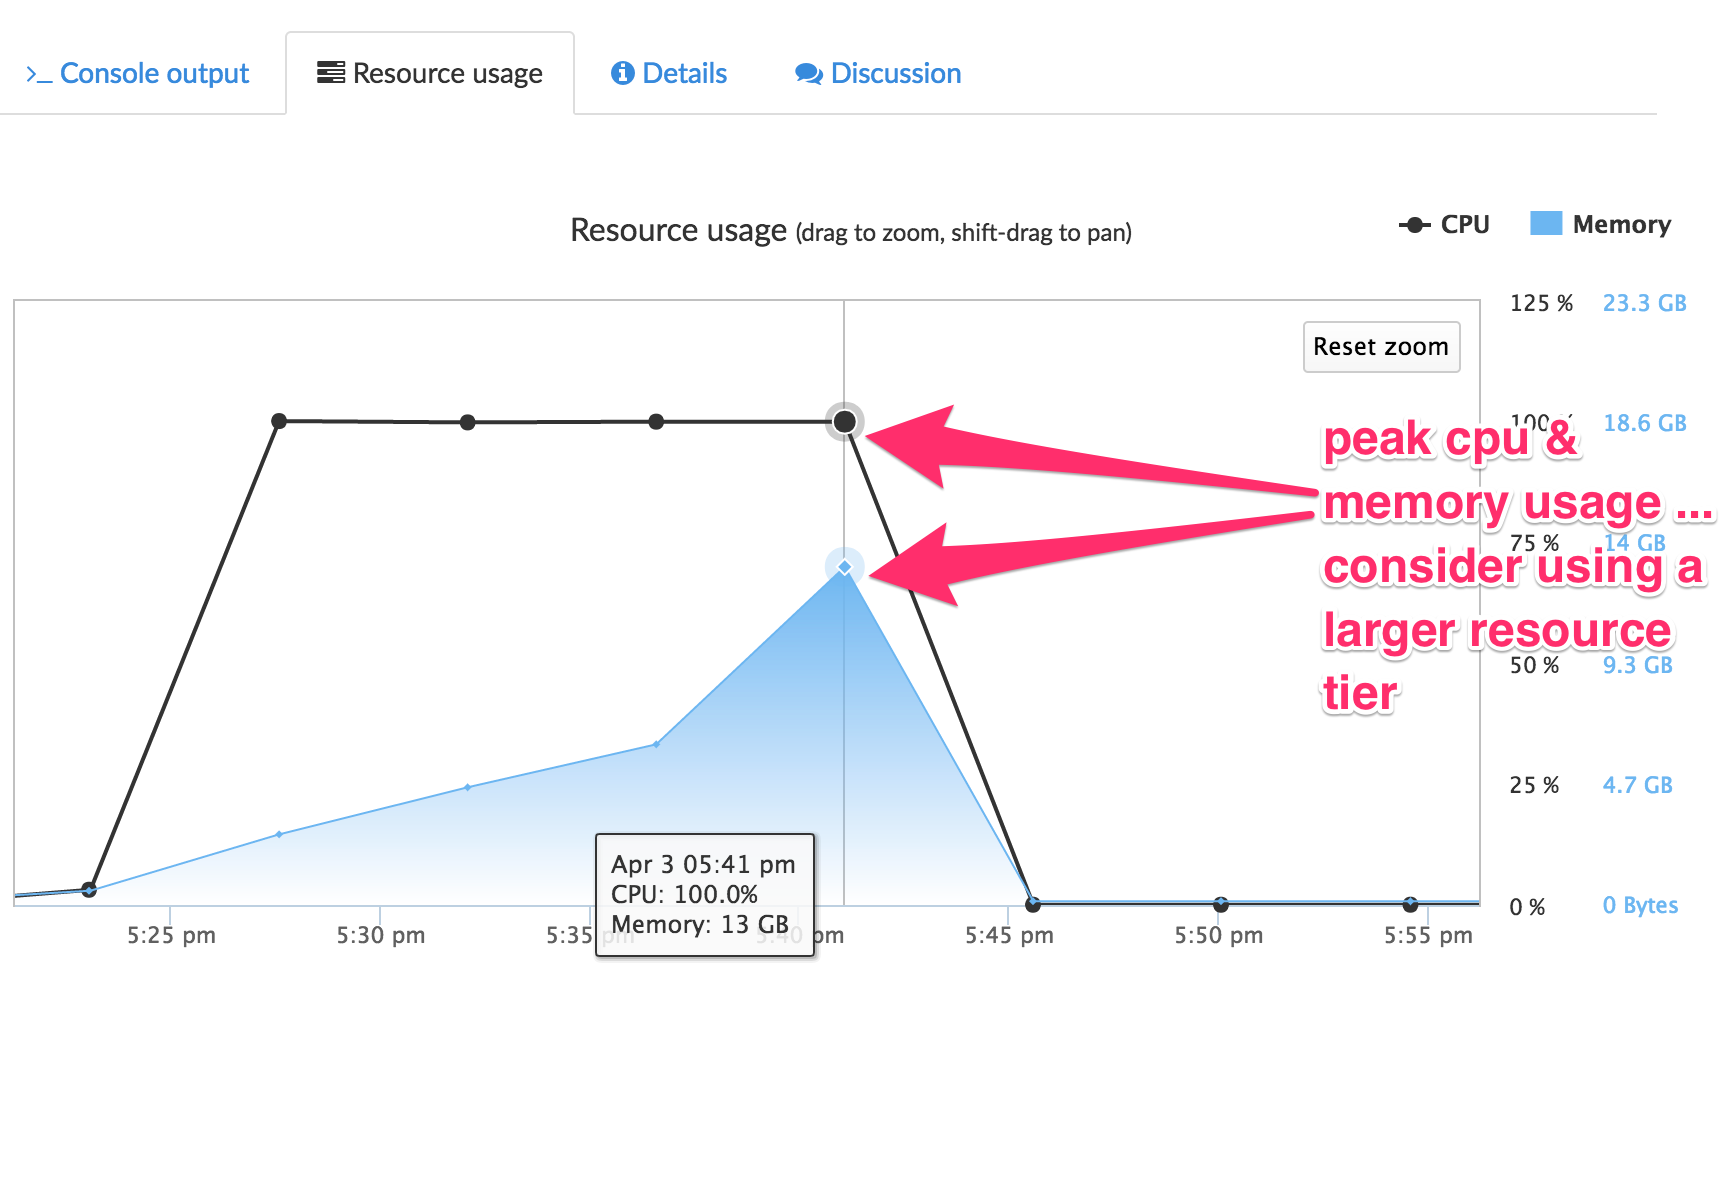 Console output
Resource usage
Details
Discussion
Resource usage (drag to zoom, shift-drag to pan)
CPU
Memory
125 % 23.3 GB
Reset zoom
100 % 18.6 GB
peak cpu &
memory usage ...
75 % 14 GB
consider using a
larger resource
50 % 9.3 GB
tier
25 % 4.7 GB
0 % 0 Bytes
Apr 3 05:41 pm
CPU: 100.0%
Memory: 13 GB
5:25 pm 5:30 pm 5:35 pm 5:40 pm 5:45 pm 5:50 pm 5:55 pm